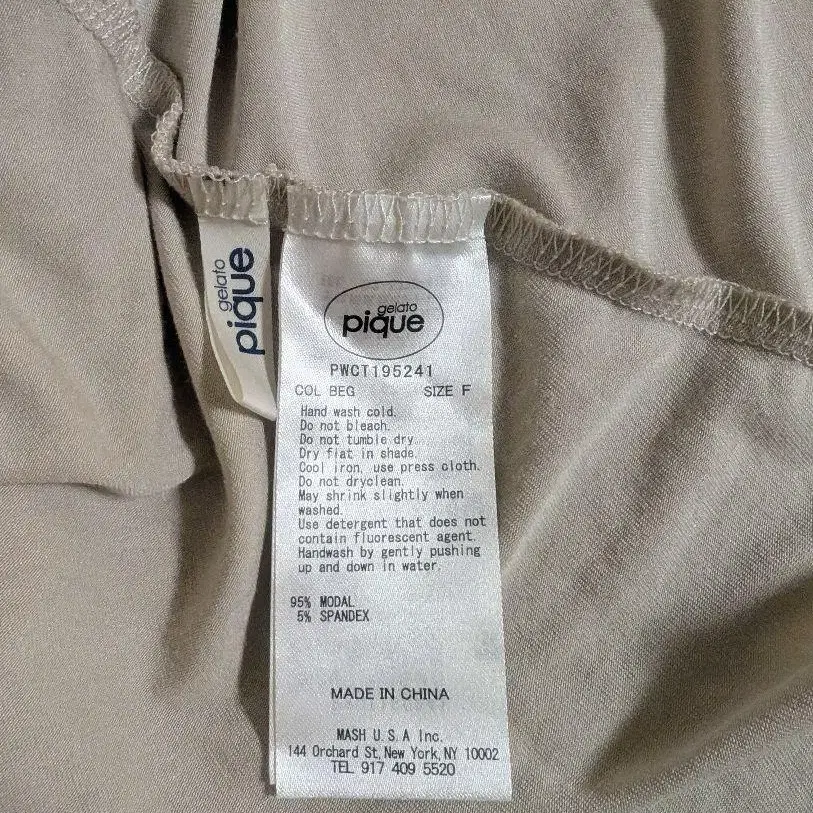 gelato
pique
gelato
pique
PWCT195241
COL BEG SIZE F
Hand wash cold.
Do not bleach.
Do not tumble dry.
Dry flat in shade.
Cool iron, use press cloth.
Do not dryclean.
May shrink slightly when
washed.
Use detergent that does not
contain fluorescent agent.
Handwash by gently pushing
up and down in water.
95% MODAL
5% SPANDEX
MADE IN CHINA
MASH U.S.A Inc.
144 Orchard St, New York, NY 10002
TEL 917 409 5520